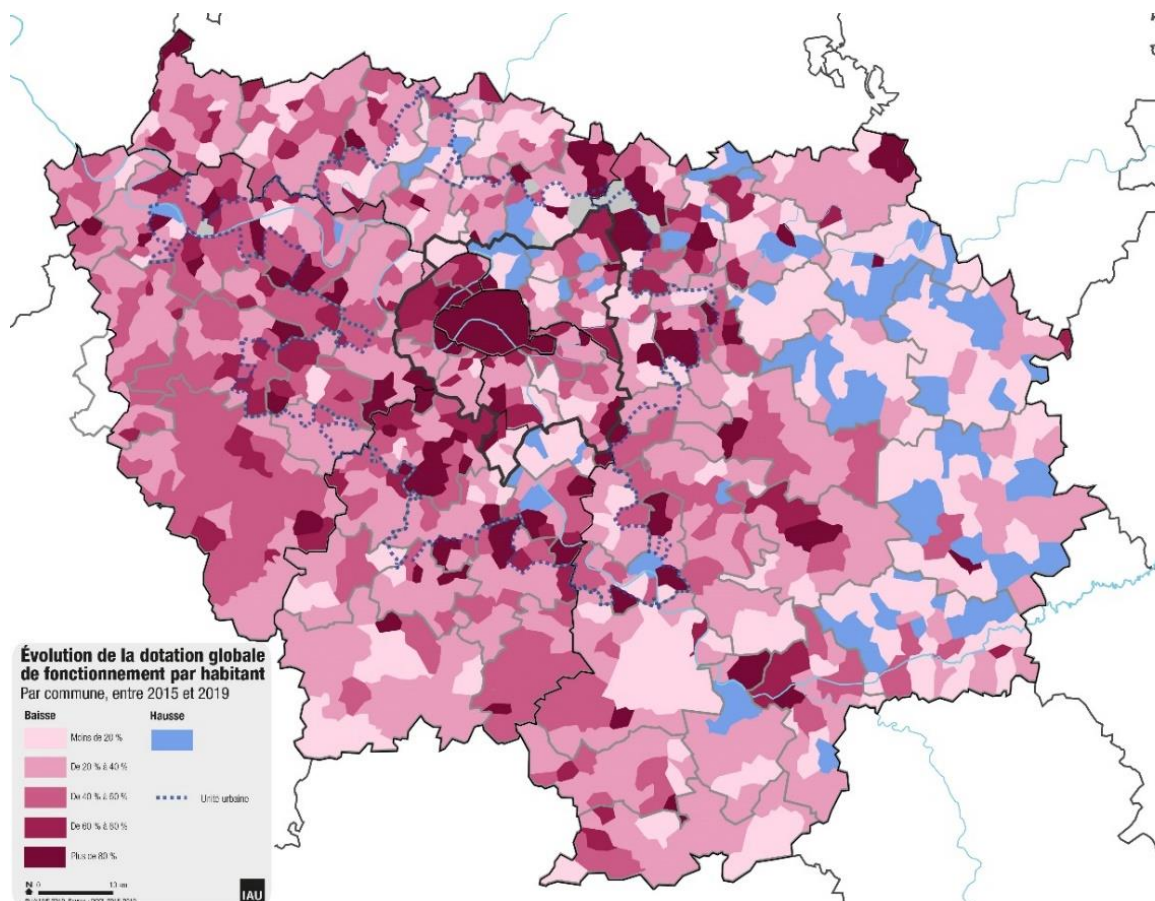 Évolution de la dotation globale
de fonctionnement par habitant
Par commune, entre 2015 et 2019
Baisse
Hausse
Moins de 20 %
De 20 % à 40 %
De 40 % à 60 %
De 60 % à 80 %
Plus de 80 %
Unité urbaine
N 0 10 km
IAU